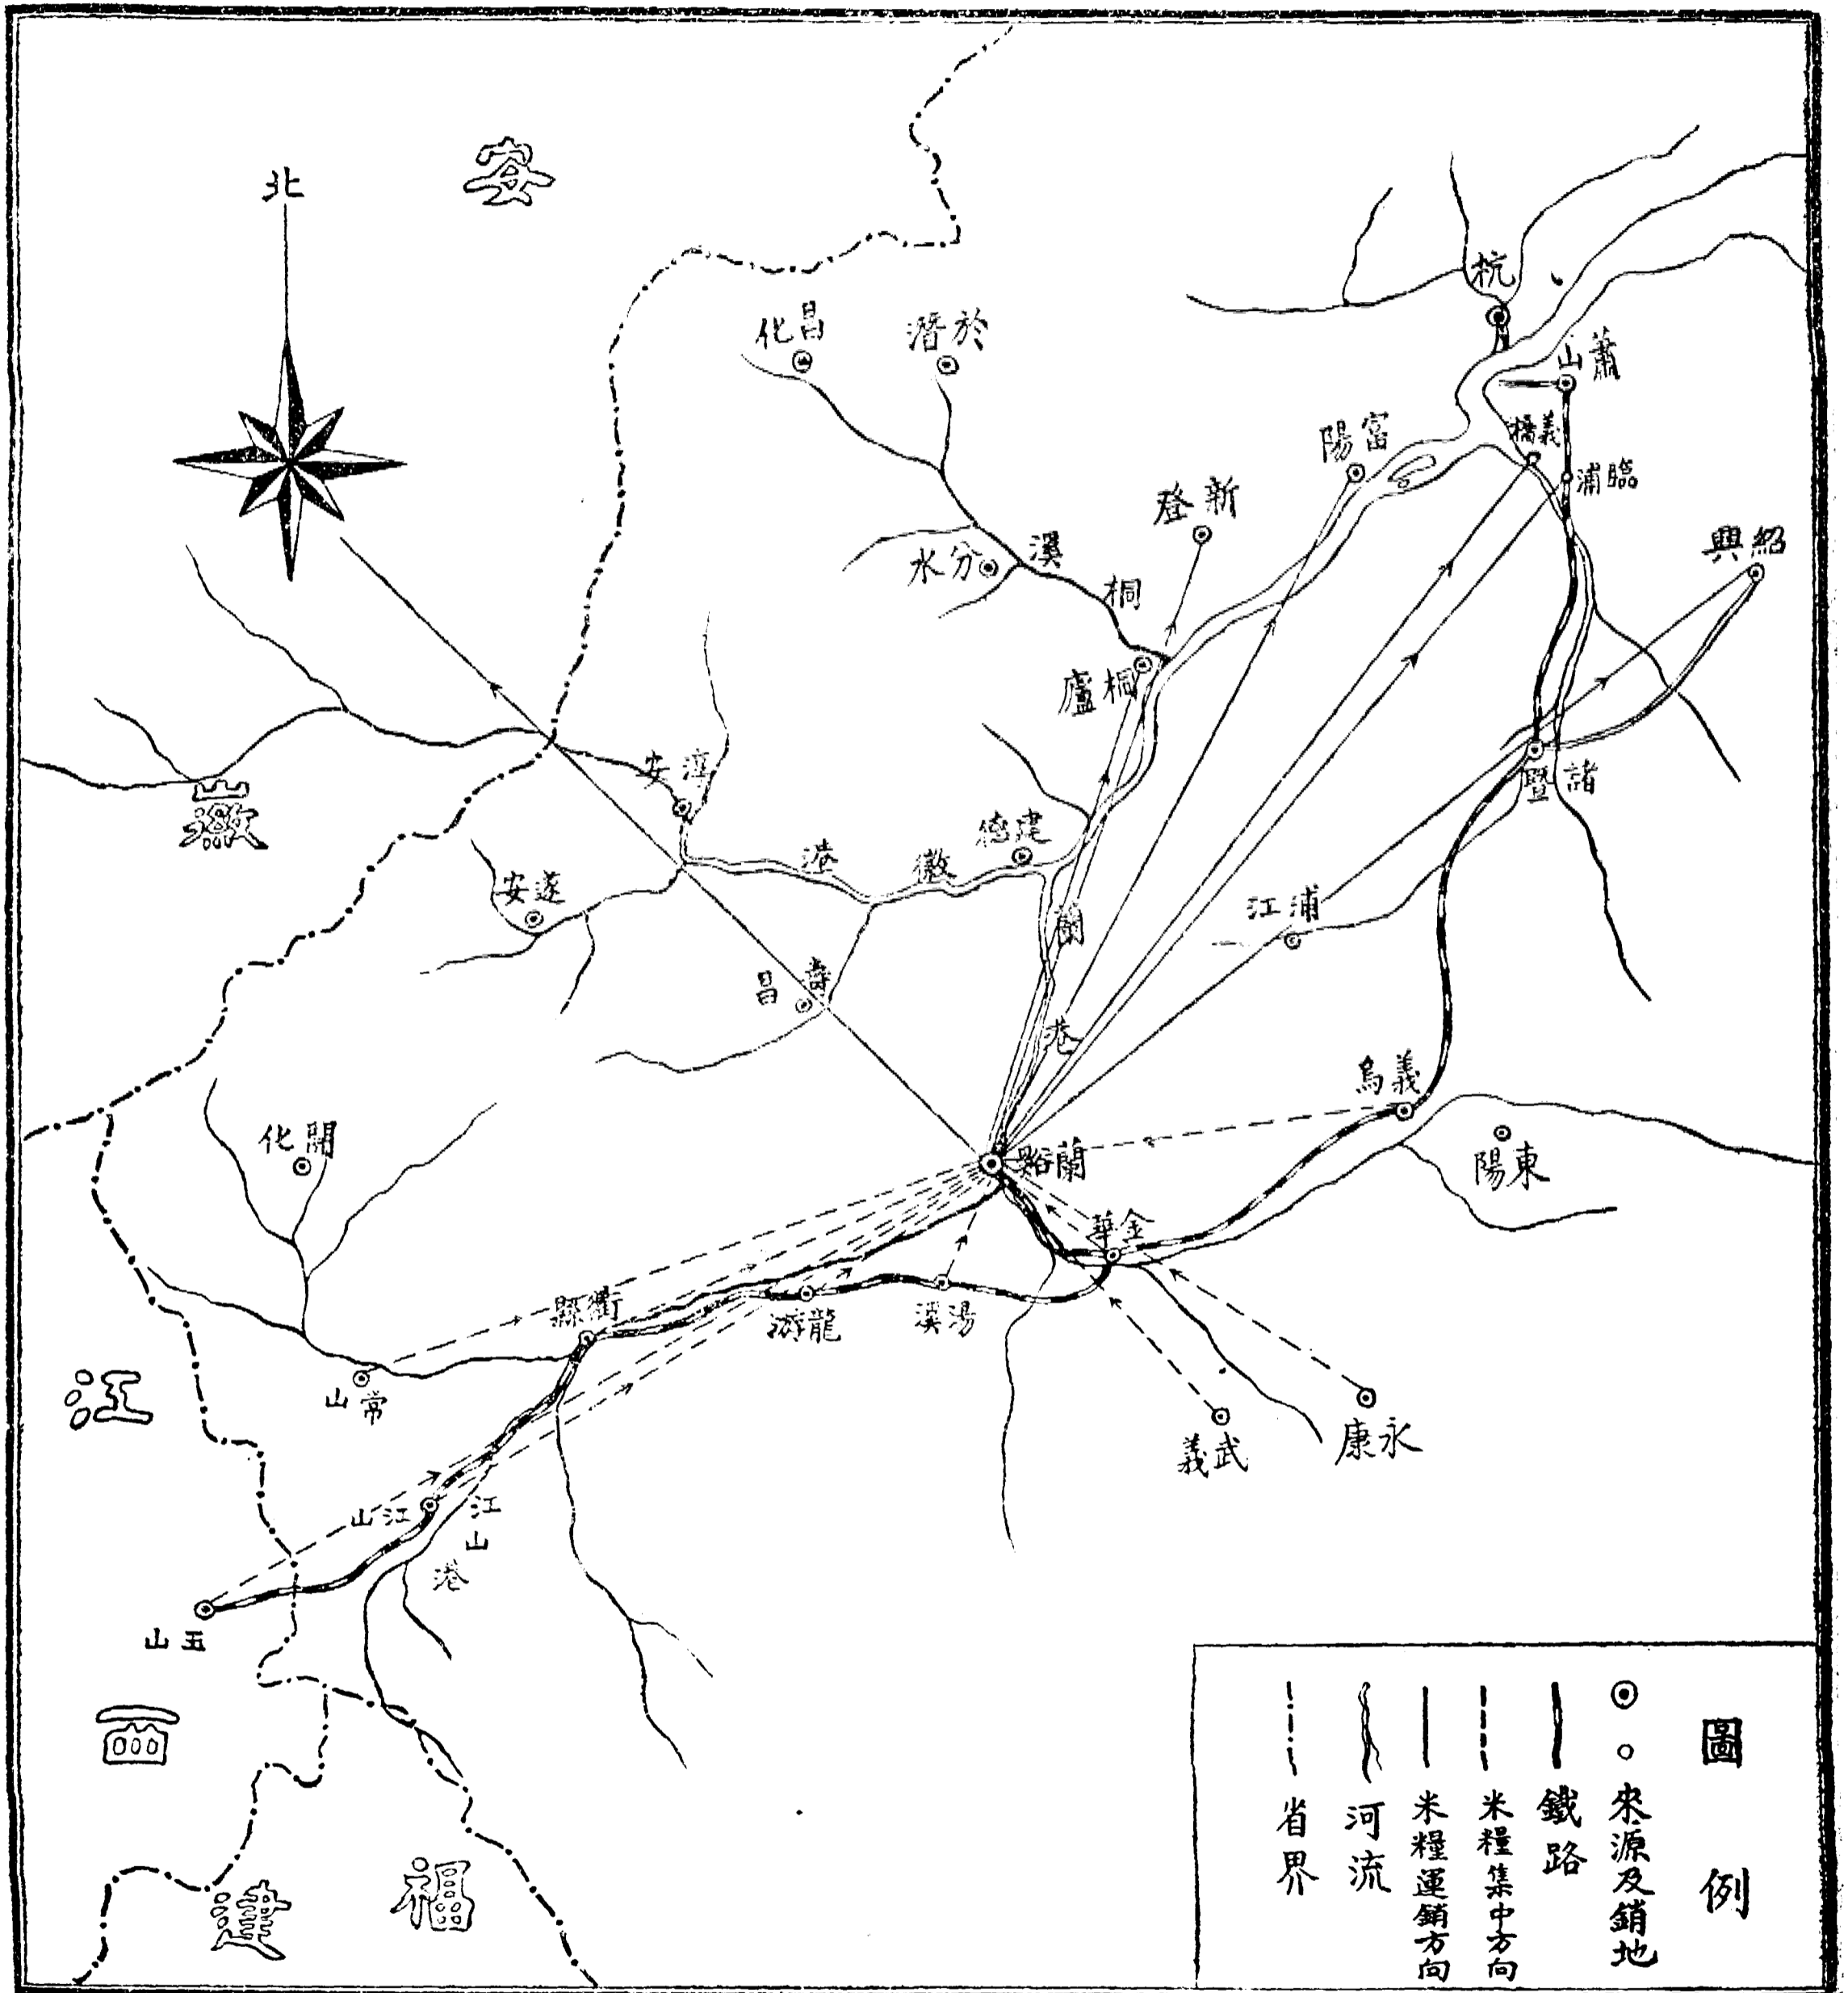 北
安
徽
江
西
福
建
杭
蕭山
義橋
臨浦
紹興
富陽
新登
於潛
昌化
分水
桐溪
桐廬
諸暨
淳安
遂安
建德
徽港
蘭港
浦江
壽昌
義烏
東陽
蘭谿
金華
開化
衢縣
龍游
湯溪
常山
武義
永康
江山
江山港
玉山
圖例
來源及銷地
鐵路
米糧集中方向
米糧運銷方向
河流
省界